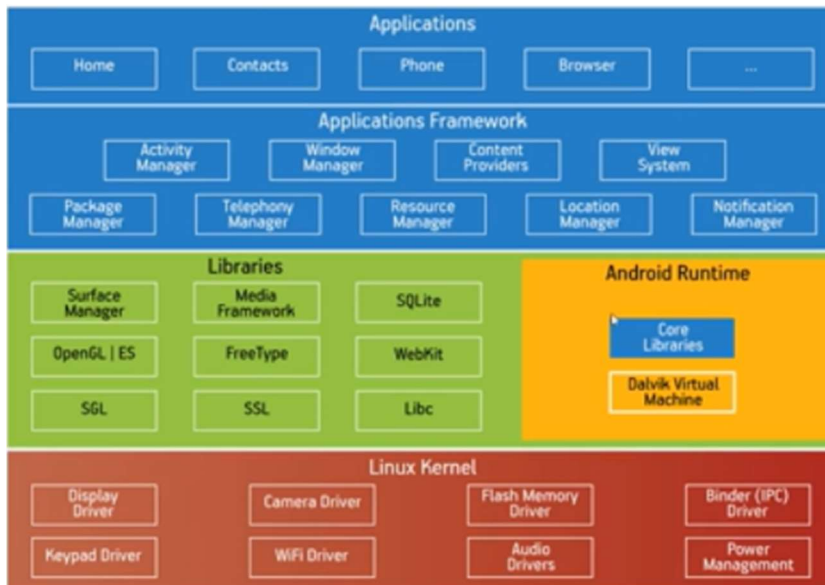 Applications
Home
Contacts
Phone
Browser
...
Applications Framework
Activity
Manager
Window
Manager
Content
Providers
View
System
Package
Manager
Telephony
Manager
Resource
Manager
Location
Manager
Notification
Manager
Libraries
Surface
Manager
Media
Framework
SQLite
OpenGL | ES
FreeType
WebKit
SGL
SSL
Libc
Android Runtime
Core
Libraries
Dalvik Virtual
Machine
Linux Kernel
Display
Driver
Camera Driver
Flash Memory
Driver
Binder (IPC)
Driver
Keypad Driver
WiFi Driver
Audio
Drivers
Power
Management